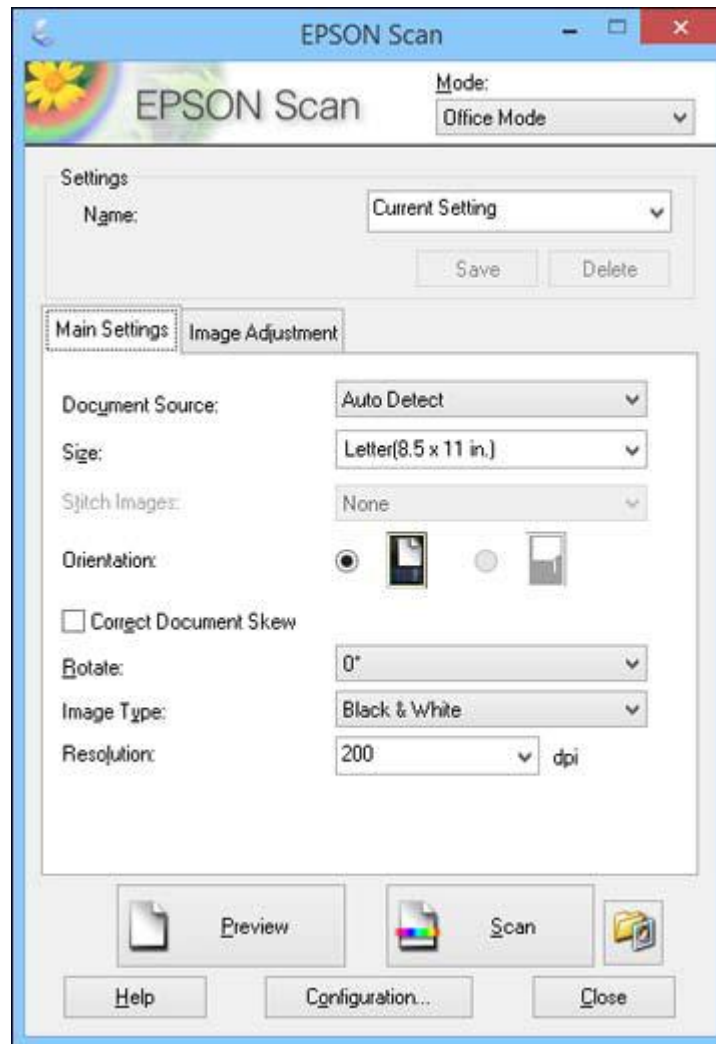 EPSON Scan
EPSON Scan
Mode:
Office Mode
Settings
Name:
Current Setting
Save
Delete
Main Settings
Image Adjustment
Document Source:
Auto Detect
Size:
Letter(8.5 x 11 in.)
Stitch Images:
None
Orientation:
Correct Document Skew
Rotate:
0°
Image Type:
Black & White
Resolution:
200
dpi
Preview
Scan
Help
Configuration...
Close